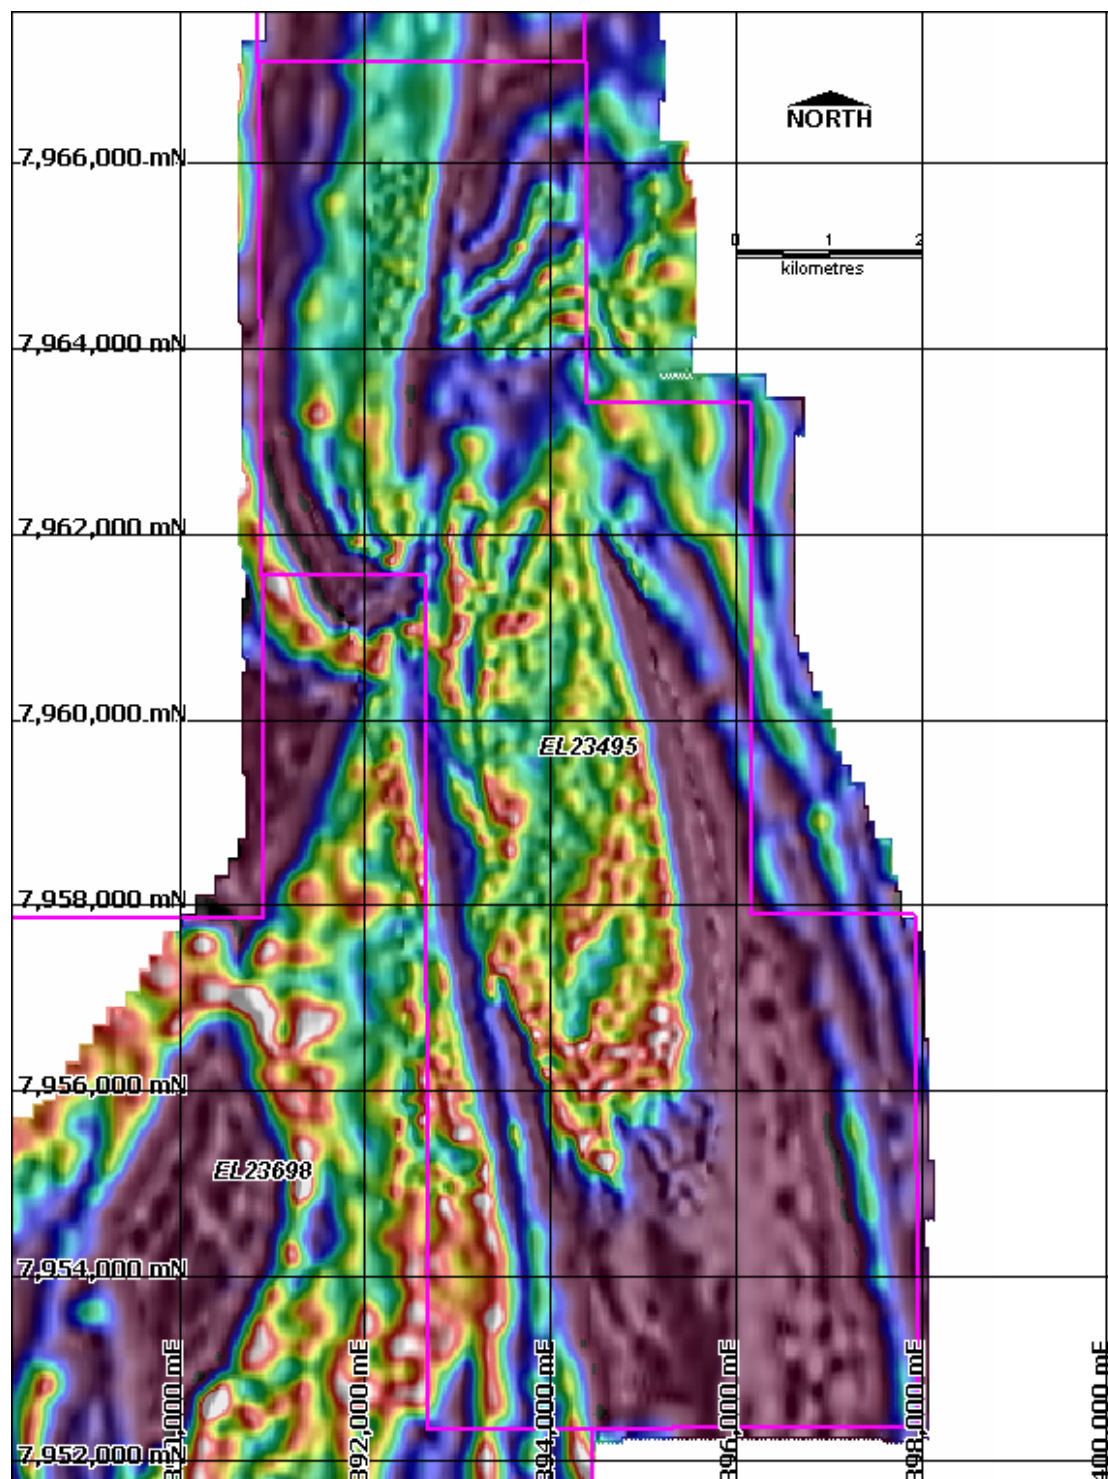 NORTH
7,966,000 mN
0 1 2
kilometres
7,964,000 mN
7,962,000 mN
7,960,000 mN
EL23495
7,958,000 mN
7,956,000 mN
EL23698
7,954,000 mN
7,952,000 mN
392,000 mE
394,000 mE
396,000 mE
398,000 mE
400,000 mE